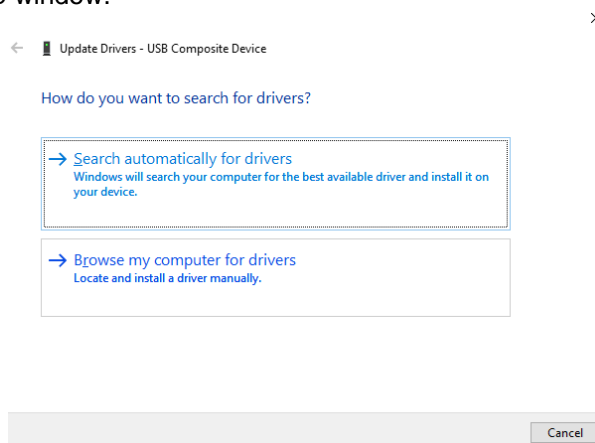 window.
Update Drivers - USB Composite Device
How do you want to search for drivers?
Search automatically for drivers
Windows will search your computer for the best available driver and install it on
your device.
Browse my computer for drivers
Locate and install a driver manually.
Cancel